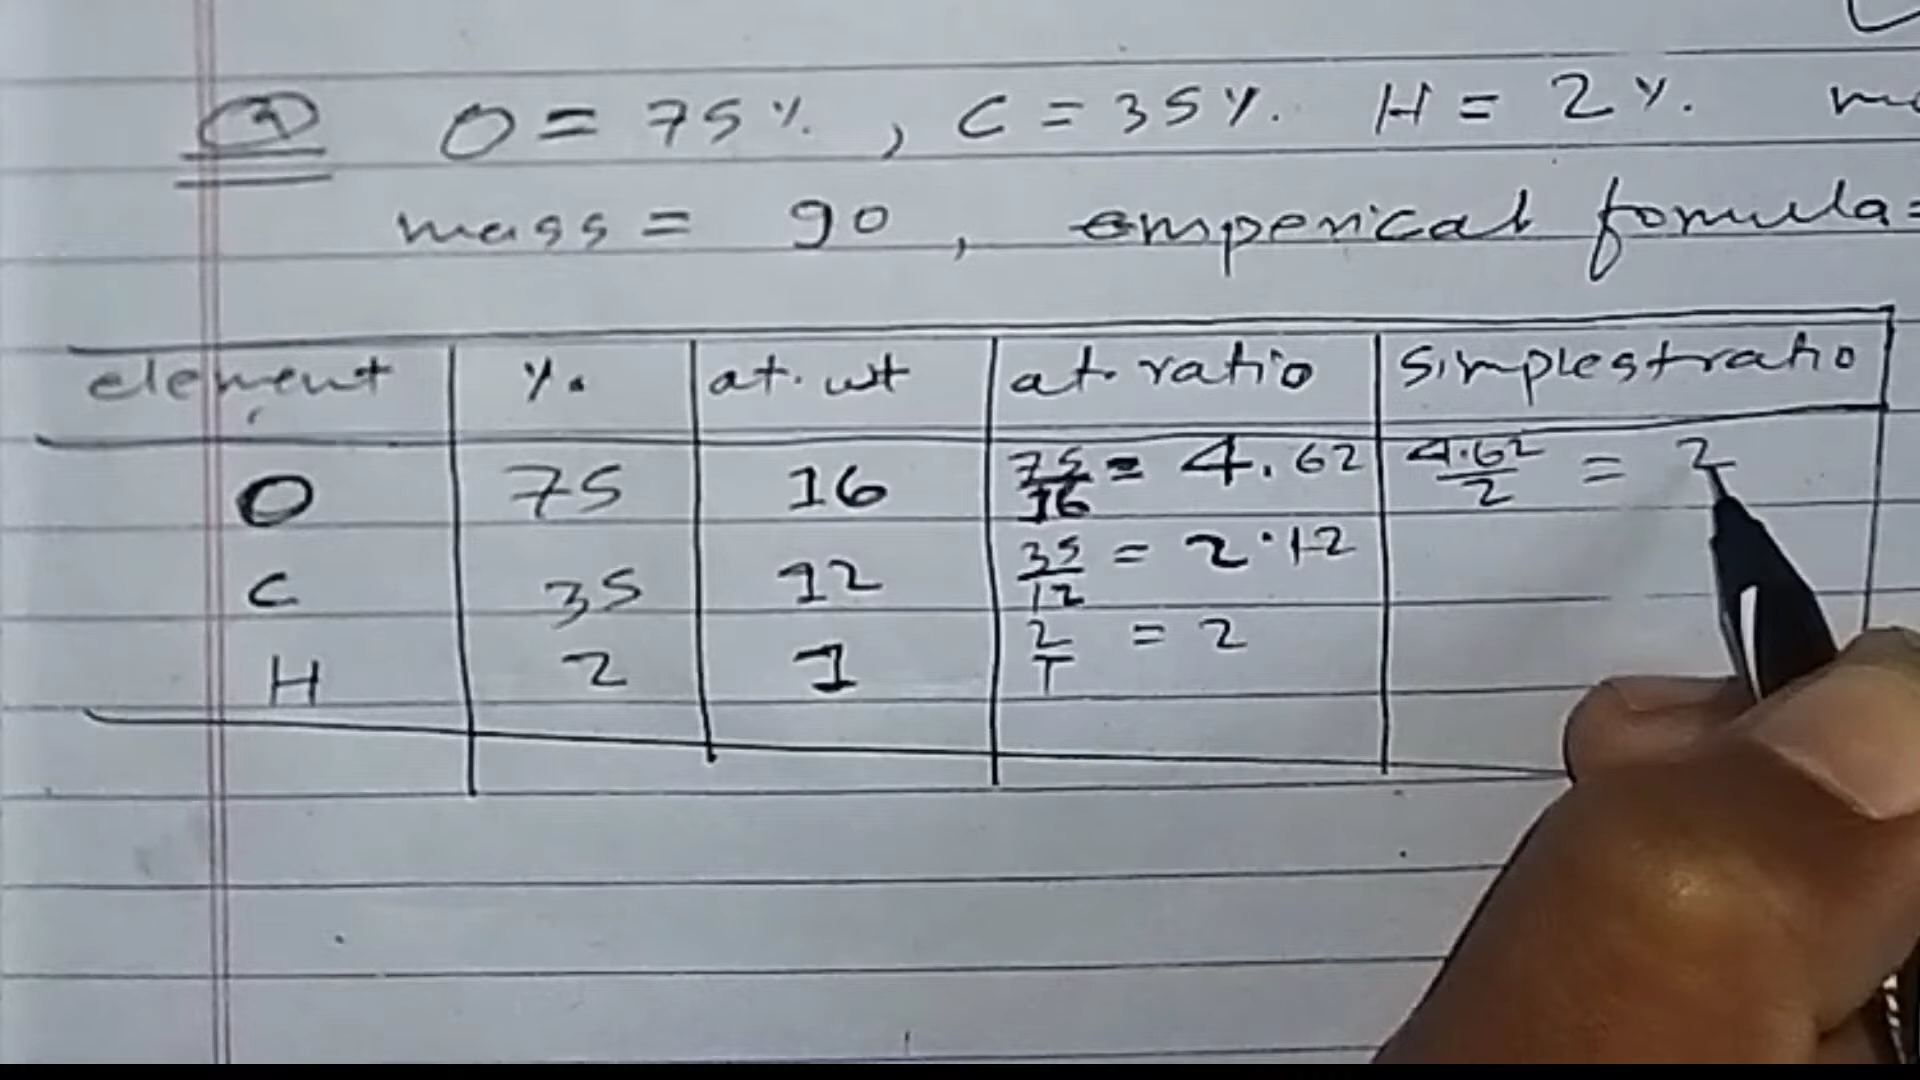 Q O = 75%, C = 35%. H = 2%.
mass = 90, emperical formula =
element %. at. wt at. ratio Simplest ratio
O 75 16 75/16 = 4.62 4.62/2 = 2
C 35 12 35/12 = 2.12
H 2 1 2/1 = 2